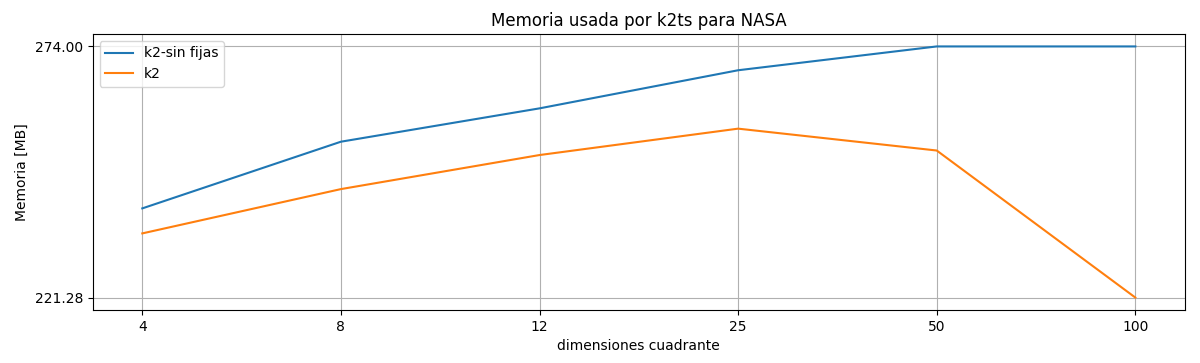 Memoria usada por k2ts para NASA
274.00
221.28
Memoria [MB]
k2-sin fijas
k2
4 8 12 25 50 100
dimensiones cuadrante